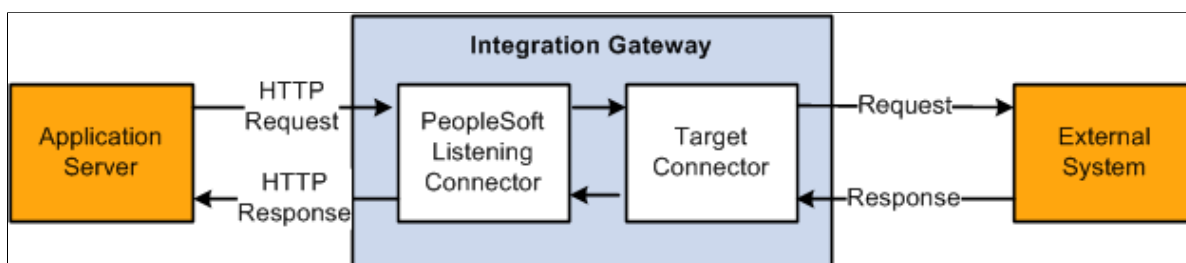 Integration Gateway
Application
Server
HTTP
Request
HTTP
Response
PeopleSoft
Listening
Connector
Target
Connector
Request
Response
External
System